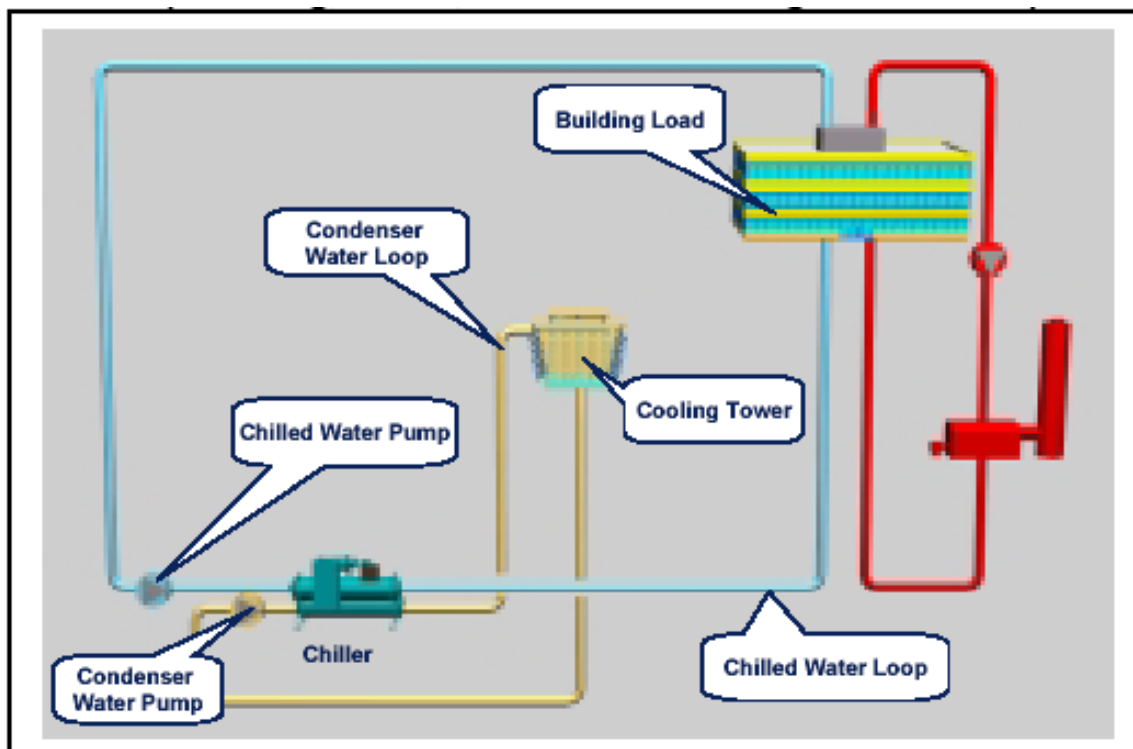 Building Load
Condenser
Water Loop
Cooling Tower
Chilled Water Pump
Chiller
Condenser
Water Pump
Chilled Water Loop